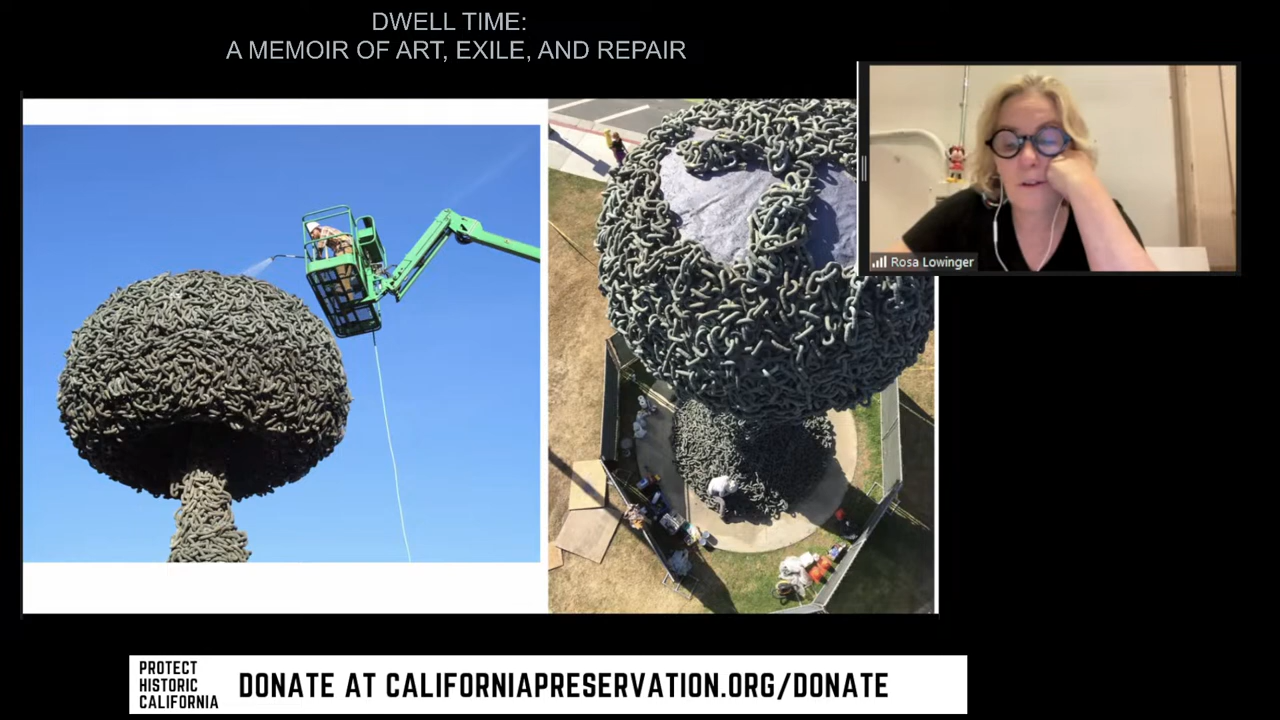 DWELL TIME:
A MEMOIR OF ART, EXILE, AND REPAIR
Rosa Lowinger
PROTECT
HISTORIC
CALIFORNIA
DONATE AT CALIFORNIAPRESERVATION.ORG/DONATE